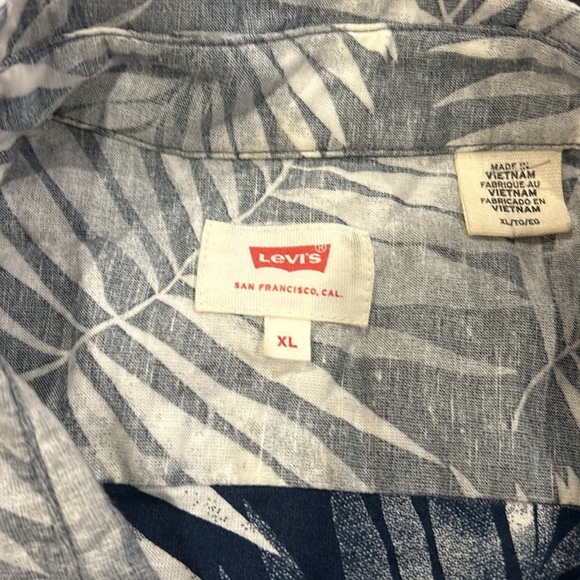 Levi's®
SAN FRANCISCO, CAL.
XL
MADE IN
VIETNAM
FABRIQUE AU
VIETNAM
FABRICADO EN
VIETNAM
XL/TG/EG